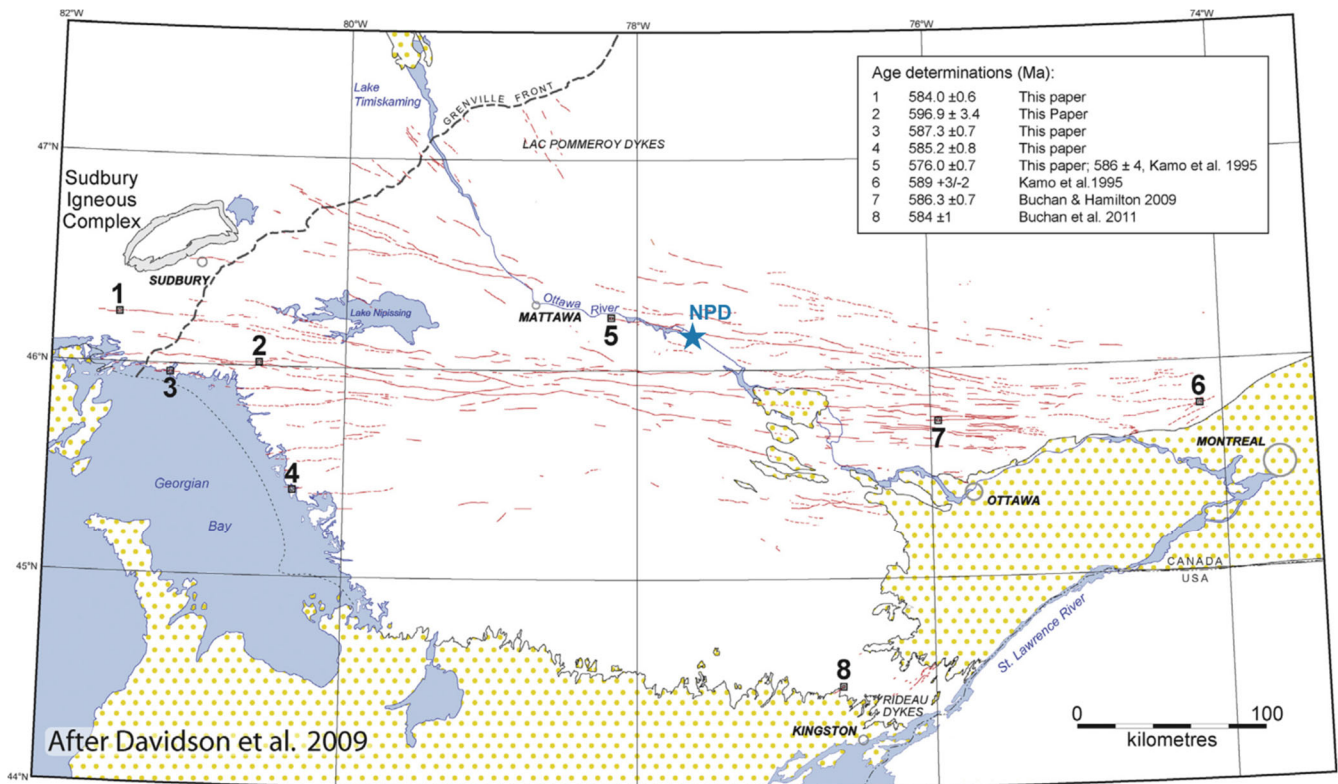 82°W
80°W
78°W
76°W
74°W
Age determinations (Ma):
1 584.0 ±0.6 This paper
2 596.9 ± 3.4 This Paper
3 587.3 ±0.7 This paper
4 585.2 ±0.8 This paper
5 576.0 ±0.7 This paper; 586 ± 4, Kamo et al. 1995
6 589 +3/-2 Kamo et al.1995
7 586.3 ±0.7 Buchan & Hamilton 2009
8 584 ±1 Buchan et al. 2011
Lake
Timiskaming
GRENVILLE FRONT
LAC POMMEROY DYKES
47°N
Sudbury
Igneous
Complex
SUDBURY
1
Lake Nipissing
Ottawa
River
MATTAWA
5
NPD
46°N
2
3
6
7
MONTREAL
4
Georgian
Bay
OTTAWA
45°N
CANADA
USA
St. Lawrence River
8
RIDEAU
DYKES
KINGSTON
0 100
kilometres
After Davidson et al. 2009
44°N